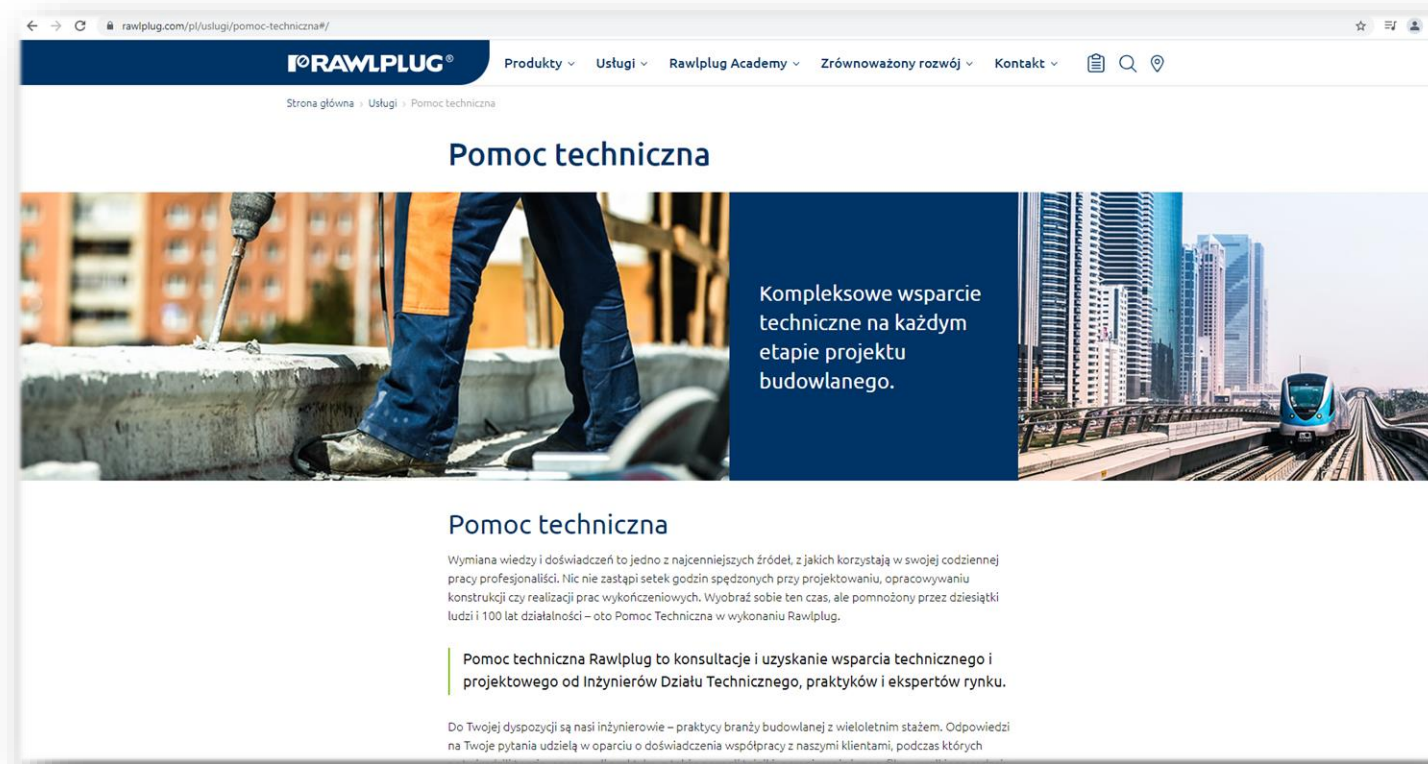 rawlplug.com/pl/uslugi/pomoc-techniczna#/
RAWLPLUG®
Produkty Usługi Rawlplug Academy Zrównoważony rozwój Kontakt
Strona główna › Usługi › Pomoc techniczna
Pomoc techniczna
Kompleksowe wsparcie
techniczne na każdym
etapie projektu
budowlanego.
Pomoc techniczna
Wymiana wiedzy i doświadczeń to jedno z najcenniejszych źródeł, z jakich korzystają w swojej codziennej
pracy profesjonaliści. Nic nie zastąpi setek godzin spędzonych przy projektowaniu, opracowywaniu
konstrukcji czy realizacji prac wykończeniowych. Wyobraź sobie ten czas, ale pomnożony przez dziesiątki
ludzi i 100 lat działalności – oto Pomoc Techniczna w wykonaniu Rawlplug.
Pomoc techniczna Rawlplug to konsultacje i uzyskanie wsparcia technicznego i
projektowego od Inżynierów Działu Technicznego, praktyków i ekspertów rynku.
Do Twojej dyspozycji są nasi inżynierowie – praktycy branży budowlanej z wieloletnim stażem. Odpowiedzi
na Twoje pytania udzielą w oparciu o doświadczenia współpracy z naszymi klientami, podczas których